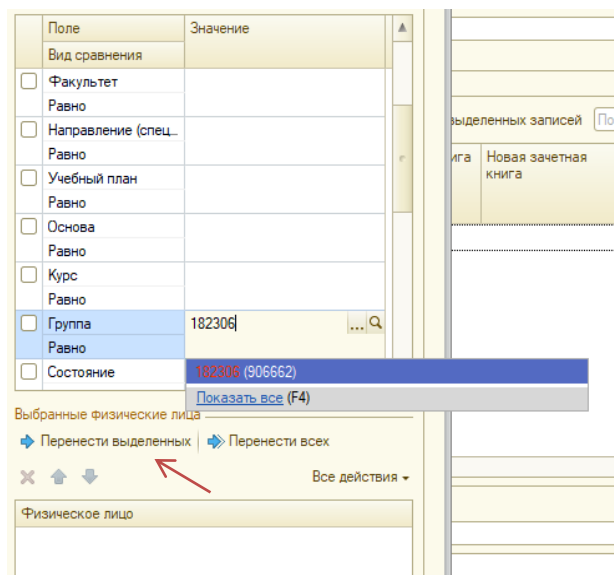 Поле Значение
Вид сравнения
Факультет
Равно
выделенных записей По
Направление (спец...
Равно
ига Новая зачетная
книга
Учебный план
Равно
Основа
Равно
Курс
Равно
Группа 182306 ...
Равно
Состояние 182306 (906662)
Показать все (F4)
Выбранные физические лица
Перенести выделенных Перенести всех
Все действия
Физическое лицо